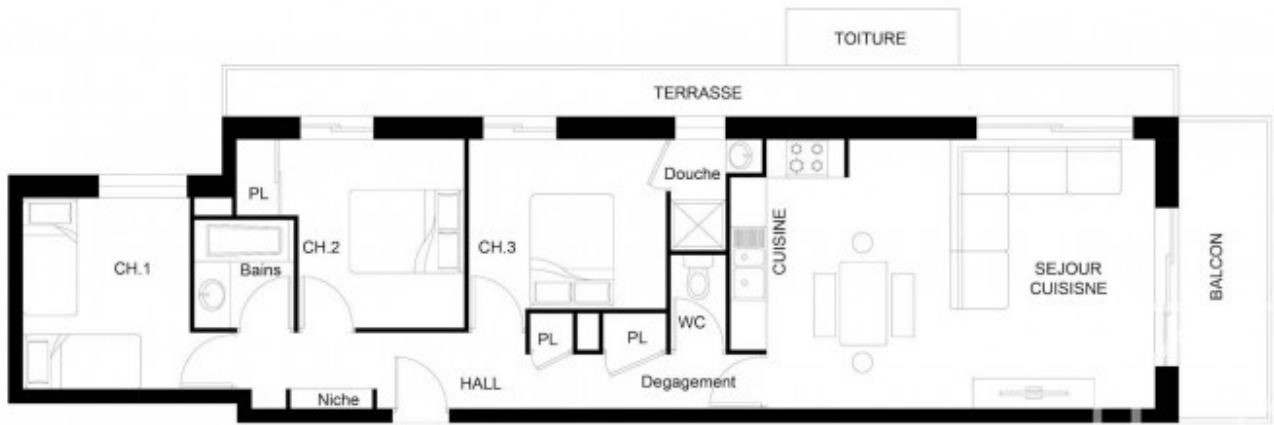 TOITURE
TERRASSE
PL
Douche
CH.1
Bains
CH.2
CH.3
CUISINE
SEJOUR
CUISISNE
BALCON
WC
PL
PL
HALL
Degagement
Niche